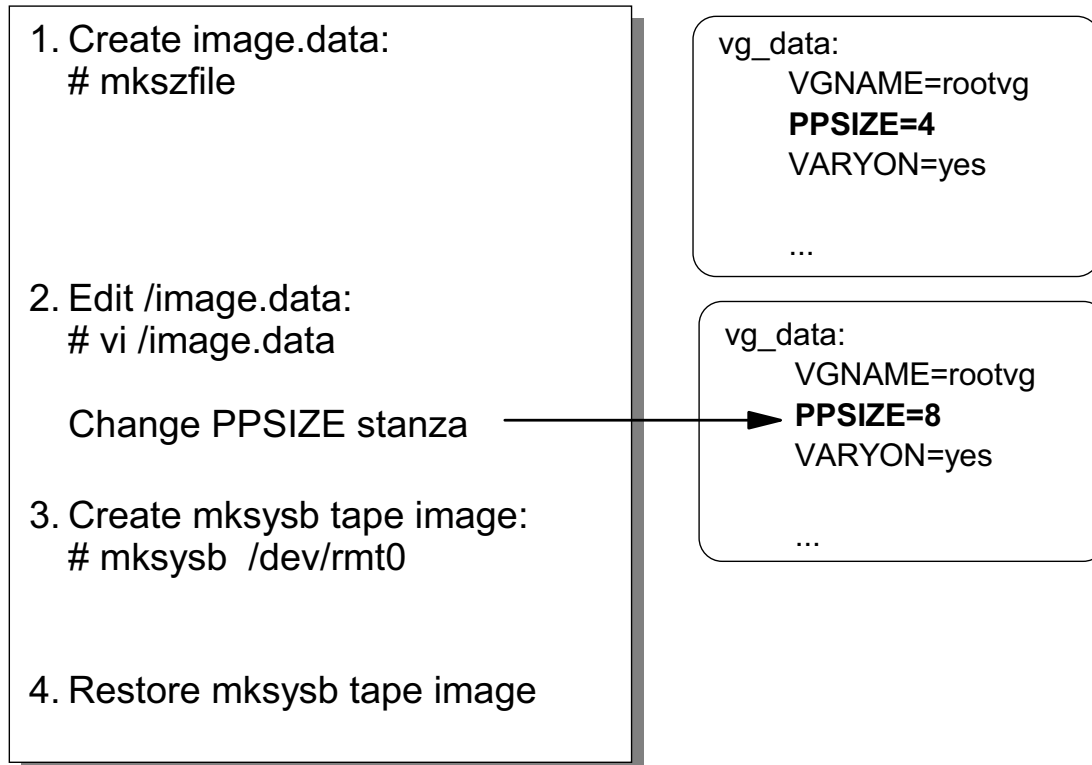 1. Create image.data:
# mkszfile
2. Edit /image.data:
# vi /image.data
Change PPSIZE stanza
3. Create mksysb tape image:
# mksysb /dev/rmt0
4. Restore mksysb tape image
vg_data:
VGNAME=rootvg
PPSIZE=4
VARYON=yes
...
vg_data:
VGNAME=rootvg
PPSIZE=8
VARYON=yes
...